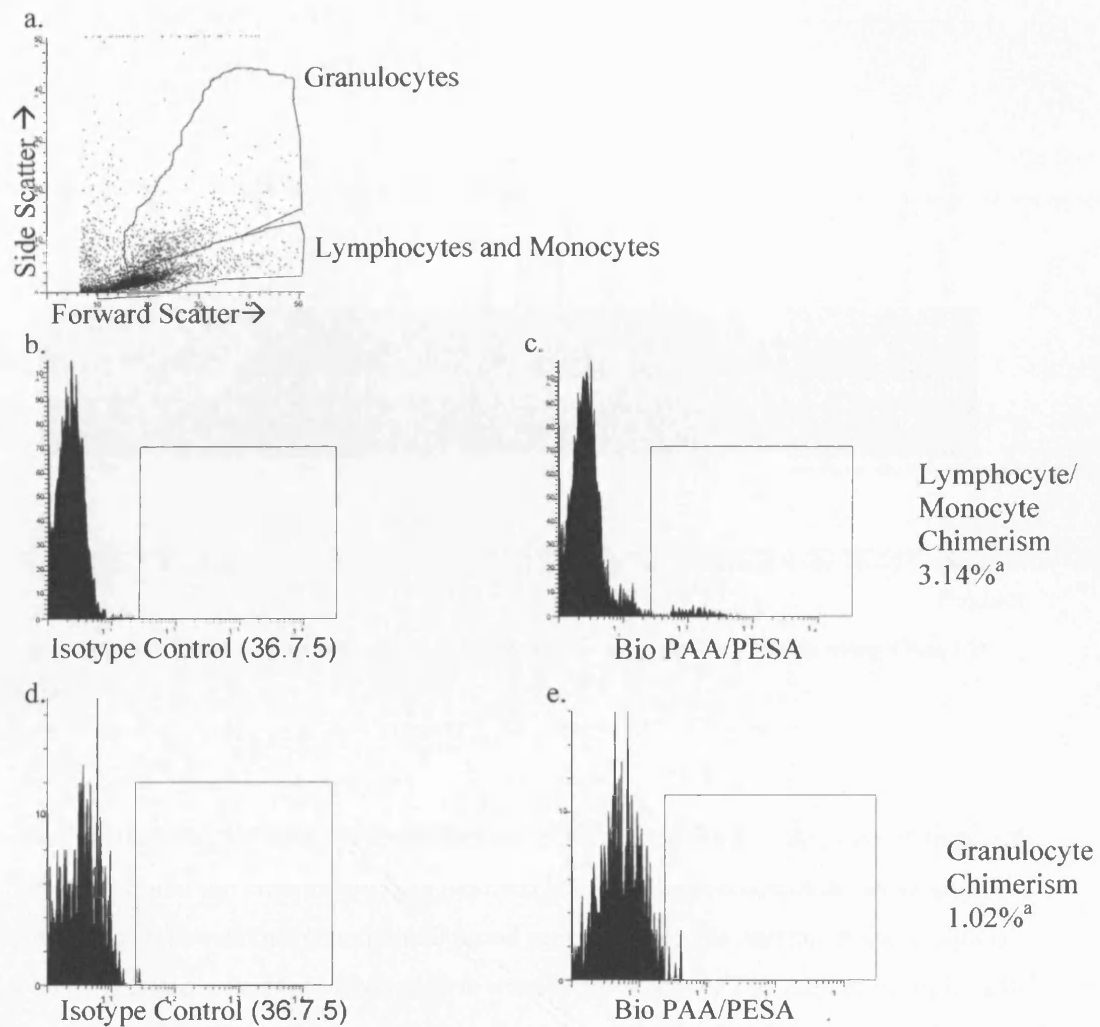 a.
Granulocytes
Side Scatter →
Lymphocytes and Monocytes
Forward Scatter→
b.
c.
Lymphocyte/
Monocyte
Chimerism
3.14%ᵃ
Isotype Control (36.7.5)
Bio PAA/PESA
d.
e.
Granulocyte
Chimerism
1.02%ᵃ
Isotype Control (36.7.5)
Bio PAA/PESA